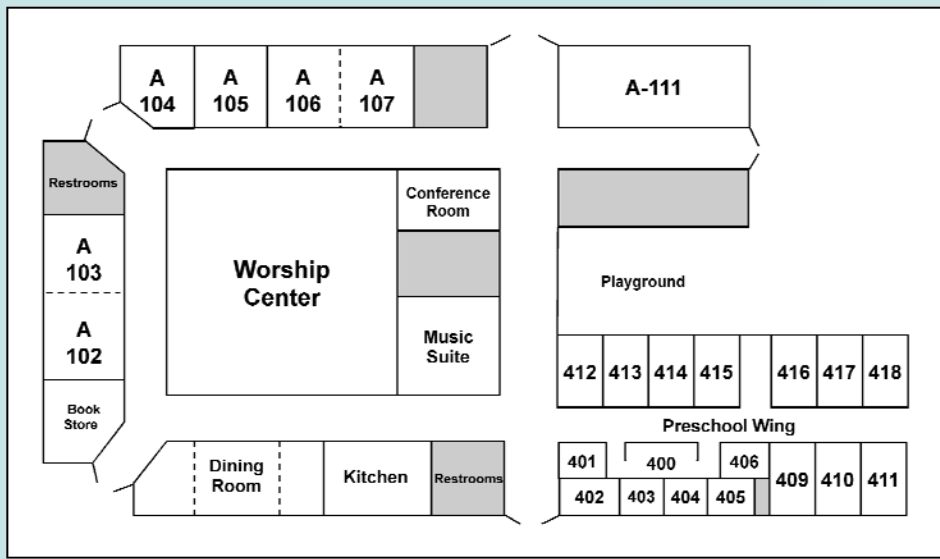 A
104
A
105
A
106
A
107
A-111
Restrooms
A
103
A
102
Book
Store
Worship
Center
Conference
Room
Music
Suite
Playground
412
413
414
415
416
417
418
Preschool Wing
401
400
406
402
403
404
405
409
410
411
Dining
Room
Kitchen
Restrooms